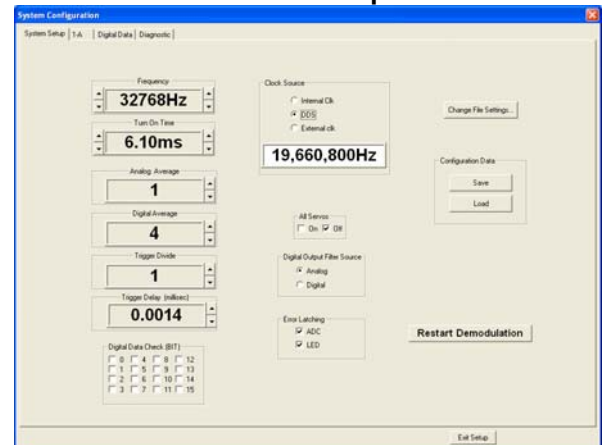 System Configuration
System Setup 1-A Digital Data Diagnostic
Frequency
32768Hz
Turn On Time
6.10ms
Analog Average
1
Digital Average
4
Trigger Divide
1
Trigger Delay (millisec)
0.0014
Digital Data Check (BIT)
0 4 8 12
1 5 9 13
2 6 10 14
3 7 11 15
Clock Source
Internal Clk
DDS
External clk
19,660,800Hz
All Servos
On Off
Digital Output Filter Source
Analog
Digital
Error Latching
ADC
LED
Change File Settings...
Configuration Data
Save
Load
Restart Demodulation
Exit Setup